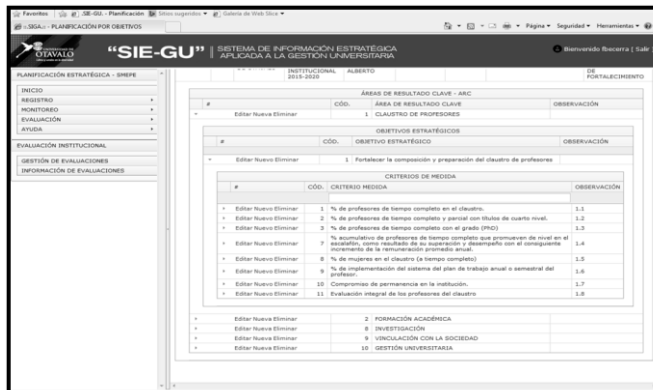 Favoritos -SIE-GU. - Planificación Sitios sugeridos Galería de Web Slice
::.SIGA.:: - PLANIFICACIÓN POR OBJETIVOS Página Seguridad Herramientas
UNIVERSIDAD DE
OTAVALO
"SIE-GU" SISTEMA DE INFORMACIÓN ESTRATÉGICA
APLICADA A LA GESTIÓN UNIVERSITARIA
Bienvenido fbecerra [ Salir ]
PLANIFICACIÓN ESTRATÉGICA - SMEPE
INICIO
REGISTRO
MONITOREO
EVALUACIÓN
AYUDA
EVALUACIÓN INSTITUCIONAL
GESTIÓN DE EVALUACIONES
INFORMACIÓN DE EVALUACIONES
INSTITUCIONAL ALBERTO DE
2015-2020 FORTALECIMIENTO
ÁREAS DE RESULTADO CLAVE - ARC
# CÓD. ÁREA DE RESULTADO CLAVE OBSERVACIÓN
Editar Nueva Eliminar 1 CLAUSTRO DE PROFESORES
OBJETIVOS ESTRATÉGICOS
# CÓD. OBJETIVO ESTRATÉGICO OBSERVACIÓN
Editar Nuevo Eliminar 1 Fortalecer la composición y preparación del claustro de profesores
CRITERIOS DE MEDIDA
# CÓD. CRITERIO MEDIDA OBSERVACIÓN
Editar Nuevo Eliminar 1 % de profesores de tiempo completo en el claustro. 1.1
Editar Nuevo Eliminar 2 % de profesores de tiempo completo y parcial con títulos de cuarto nivel. 1.2
Editar Nuevo Eliminar 3 % de profesores de tiempo completo con el grado (PhD) 1.3
Editar Nuevo Eliminar 7 % acumulativo de profesores de tiempo completo que promueven de nivel en el
escalafón, como resultado de su superación y desempeño con el consiguiente
incremento de la remuneración promedio anual. 1.4
Editar Nuevo Eliminar 8 % de mujeres en el claustro (a tiempo completo) 1.5
Editar Nuevo Eliminar 9 % de implementación del sistema del plan de trabajo anual o semestral del
profesor. 1.6
Editar Nuevo Eliminar 10 Compromiso de permanencia en la institución. 1.7
Editar Nuevo Eliminar 11 Evaluación integral de los profesores del claustro 1.8
Editar Nueva Eliminar 2 FORMACIÓN ACADÉMICA
Editar Nueva Eliminar 8 INVESTIGACIÓN
Editar Nueva Eliminar 9 VINCULACIÓN CON LA SOCIEDAD
Editar Nueva Eliminar 10 GESTIÓN UNIVERSITARIA